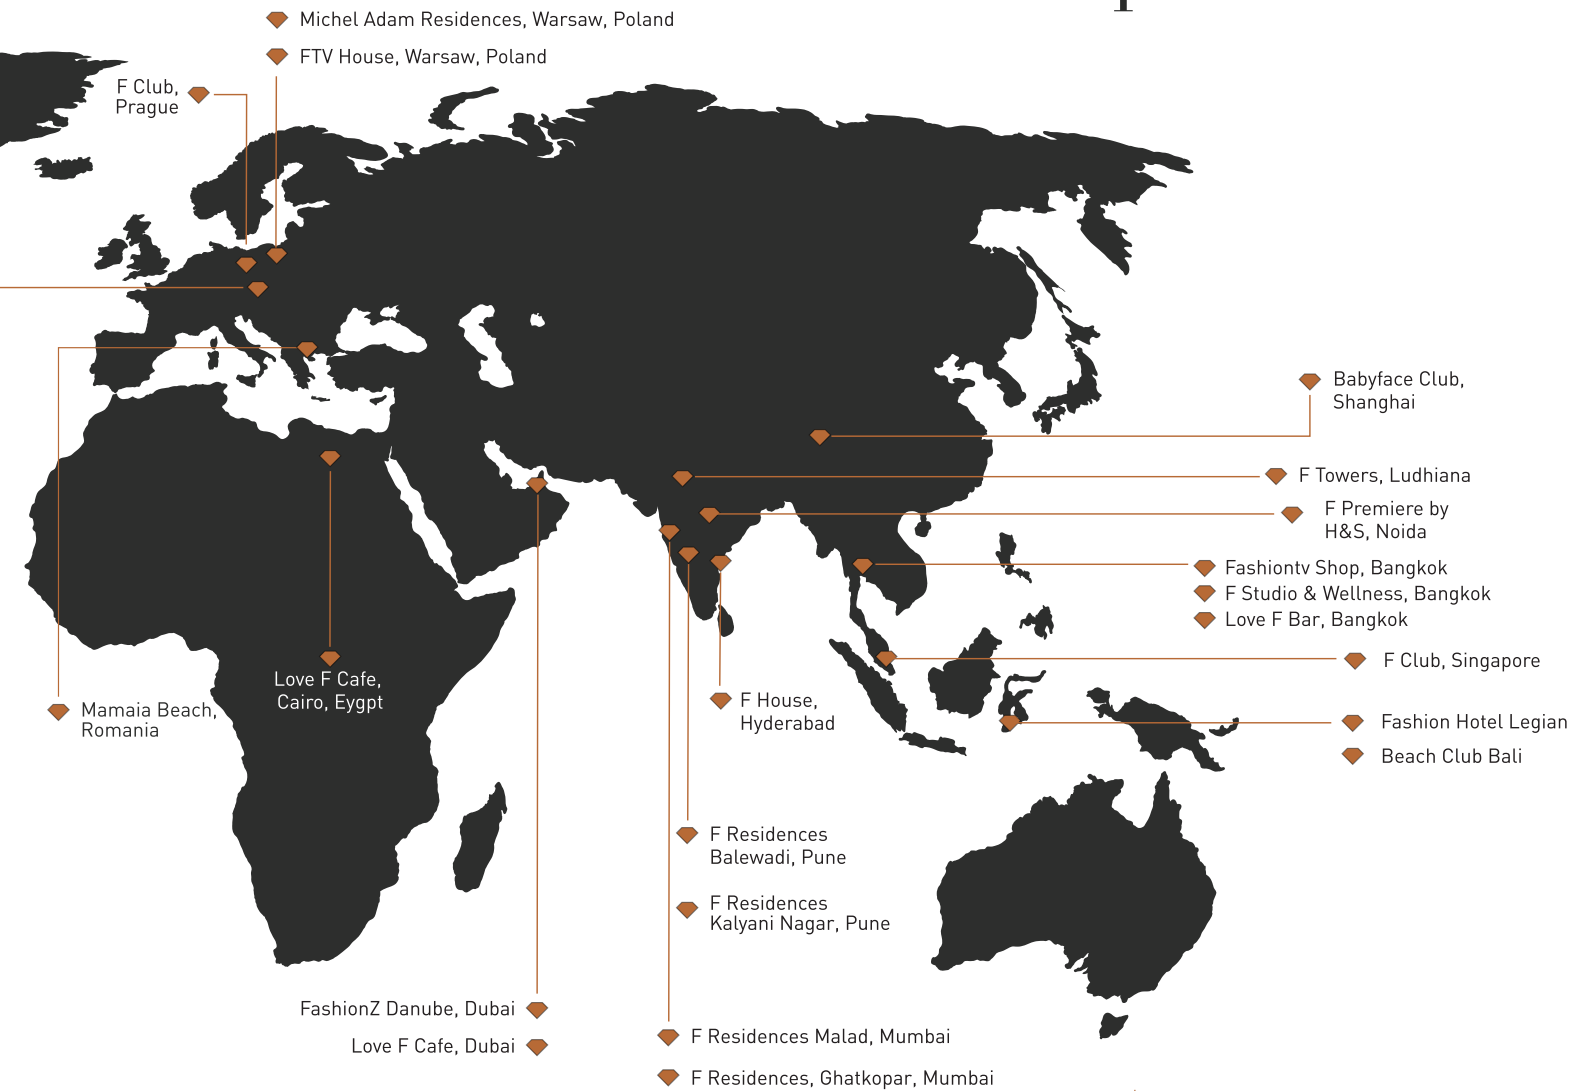 Michel Adam Residences, Warsaw, Poland
FTV House, Warsaw, Poland
F Club,
Prague
Babyface Club,
Shanghai
F Towers, Ludhiana
F Premiere by
H&S, Noida
Fashiontv Shop, Bangkok
F Studio & Wellness, Bangkok
Love F Bar, Bangkok
F Club, Singapore
Love F Cafe,
Cairo, Eygpt
Mamaia Beach,
Romania
F House,
Hyderabad
Fashion Hotel Legian
Beach Club Bali
F Residences
Balewadi, Pune
F Residences
Kalyani Nagar, Pune
FashionZ Danube, Dubai
Love F Cafe, Dubai
F Residences Malad, Mumbai
F Residences, Ghatkopar, Mumbai